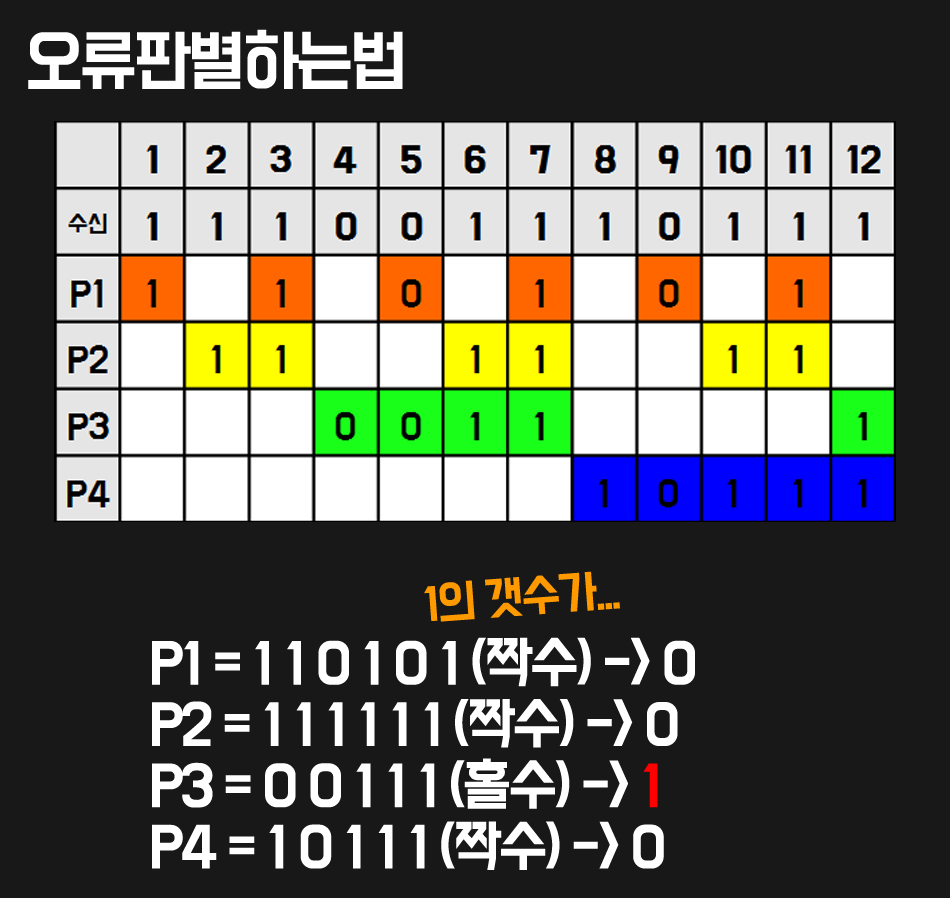 오류판별하는법
1 2 3 4 5 6 7 8 9 10 11 12
수신 1 1 1 0 0 1 1 1 0 1 1 1
P1 1 1 0 1 0 1
P2 1 1 1 1 1 1
P3 0 0 1 1 1
P4 1 0 1 1 1
1의 갯수가...
P1 = 1 1 0 1 0 1 (짝수) -> 0
P2 = 1 1 1 1 1 1 (짝수) -> 0
P3 = 0 0 1 1 1 (홀수) -> 1
P4 = 1 0 1 1 1 (짝수) -> 0